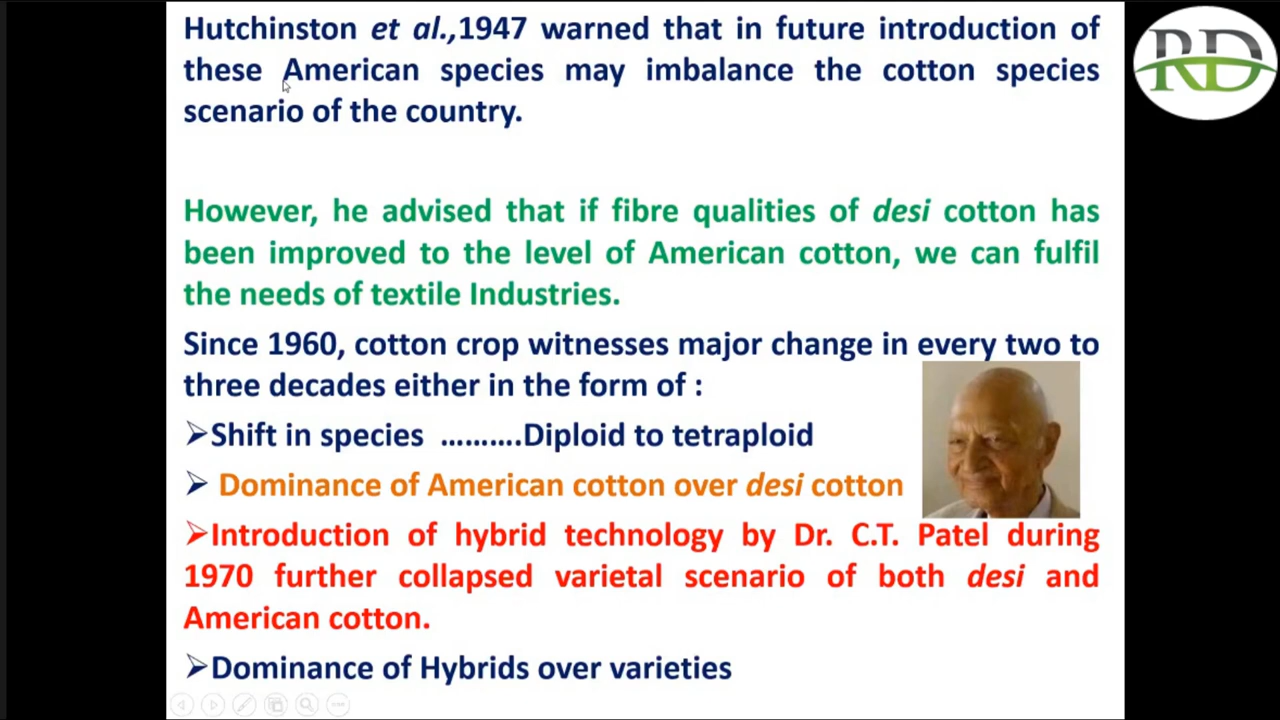 Hutchinston et al.,1947 warned that in future introduction of
these American species may imbalance the cotton species
scenario of the country.
However, he advised that if fibre qualities of desi cotton has
been improved to the level of American cotton, we can fulfil
the needs of textile Industries.
Since 1960, cotton crop witnesses major change in every two to
three decades either in the form of :
➢Shift in species ……….Diploid to tetraploid
➢ Dominance of American cotton over desi cotton
➢Introduction of hybrid technology by Dr. C.T. Patel during
1970 further collapsed varietal scenario of both desi and
American cotton.
➢Dominance of Hybrids over varieties
RD